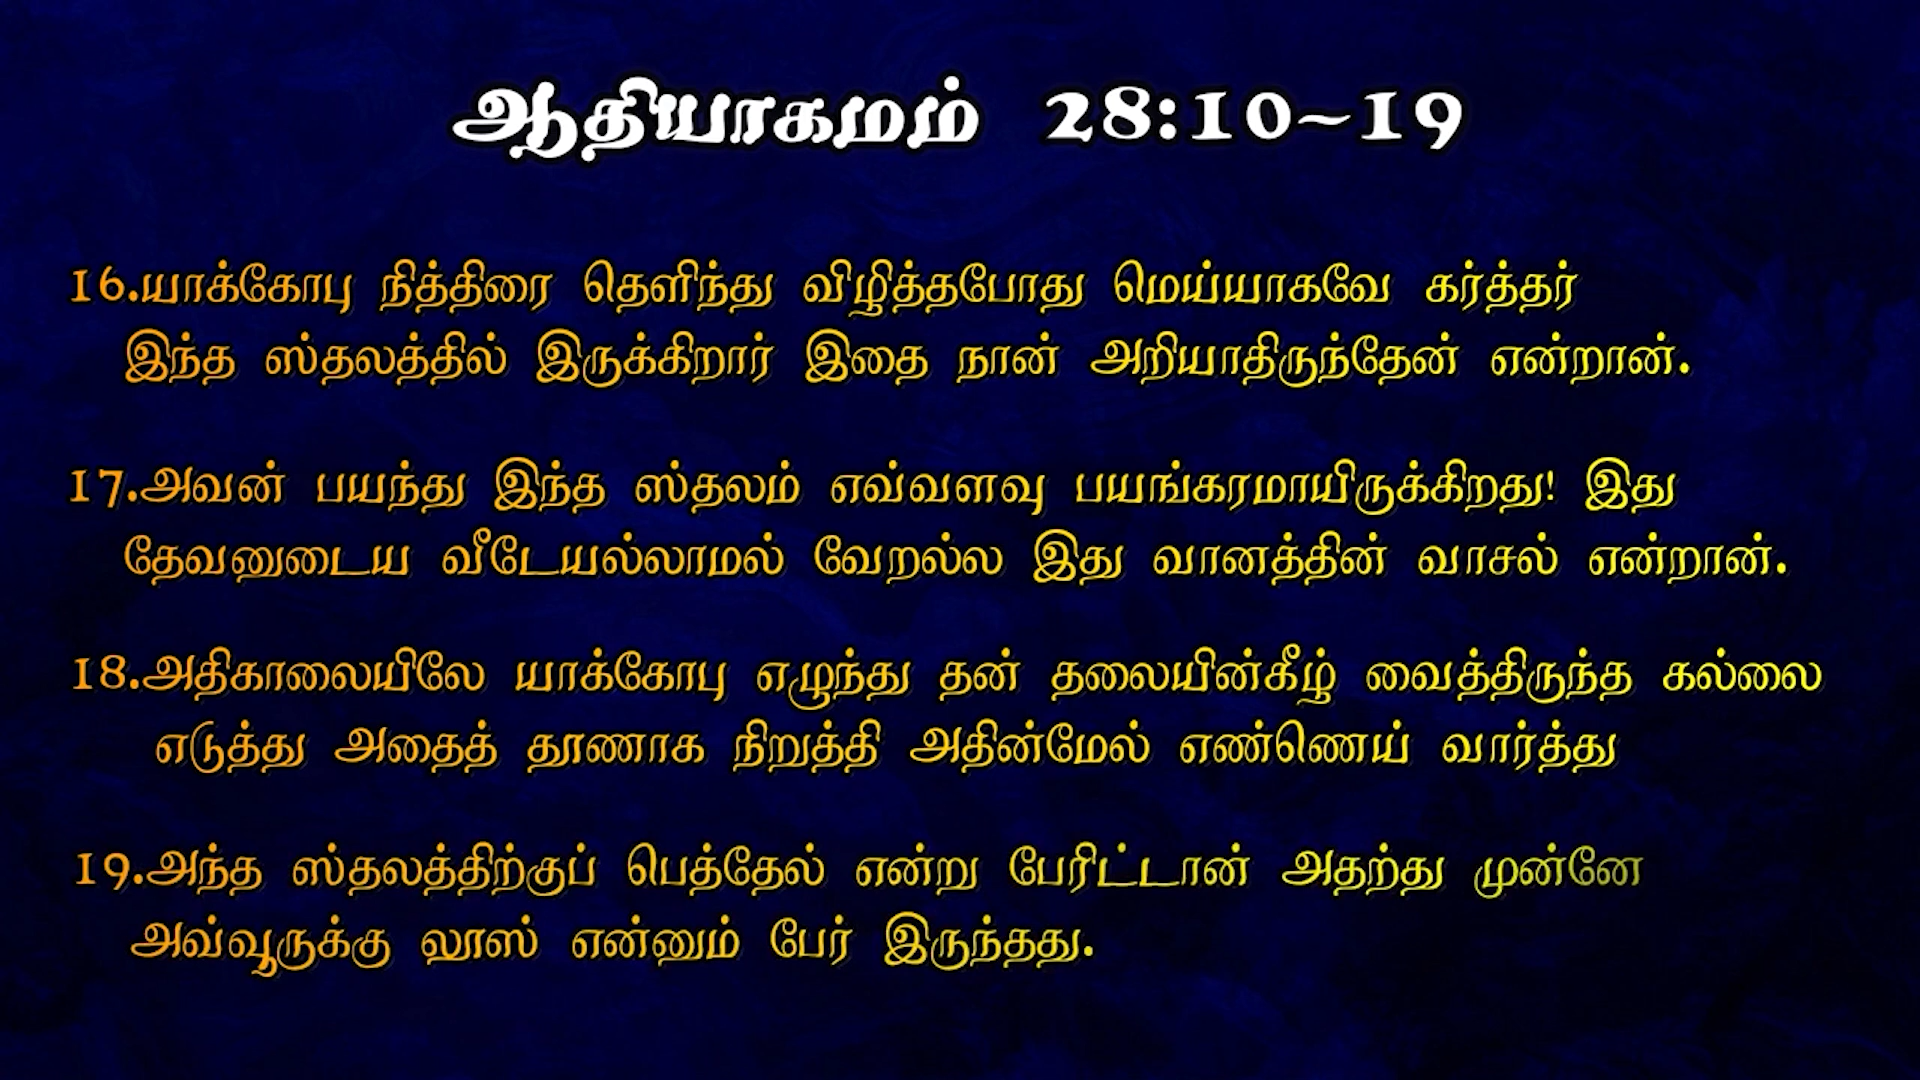 ஆதியாகமம் 28:10-19
16.யாக்கோபு நித்திரை தெளிந்து விழித்தபோது மெய்யாகவே கர்த்தர்
இந்த ஸ்தலத்தில் இருக்கிறார் இதை நான் அறியாதிருந்தேன் என்றான்.
17.அவன் பயந்து இந்த ஸ்தலம் எவ்வளவு பயங்கரமாயிருக்கிறது! இது
தேவனுடைய வீடேயல்லாமல் வேறல்ல இது வானத்தின் வாசல் என்றான்.
18.அதிகாலையிலே யாக்கோபு எழுந்து தன் தலையின்கீழ் வைத்திருந்த கல்லை
எடுத்து அதைத் தூணாக நிறுத்தி அதின்மேல் எண்ணெய் வார்த்து
19.அந்த ஸ்தலத்திற்குப் பெத்தேல் என்று பேரிட்டான் அதற்து முன்னே
அவ்வூருக்கு லூஸ் என்னும் பேர் இருந்தது.